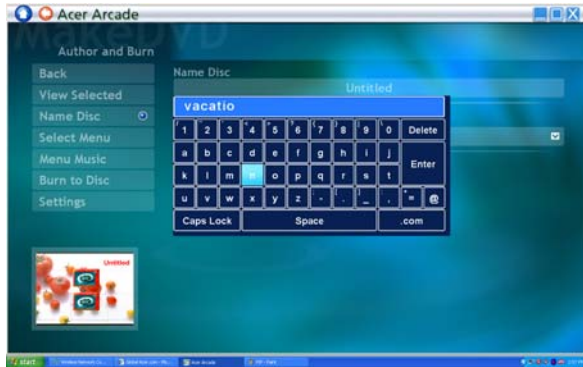 Acer Arcade
MakeDVD
Author and Burn
Back
View Selected
Name Disc
Select Menu
Menu Music
Burn to Disc
Settings
Name Disc
Untitled
vacatio
1 2 3 4 5 6 7 8 9 0 Delete
a b c d e f g h i j
Enter
k l m n o p q r s t
u v w x y z - . _ , = @
Caps Lock Space .com
Untitled
start
Acer Arcade